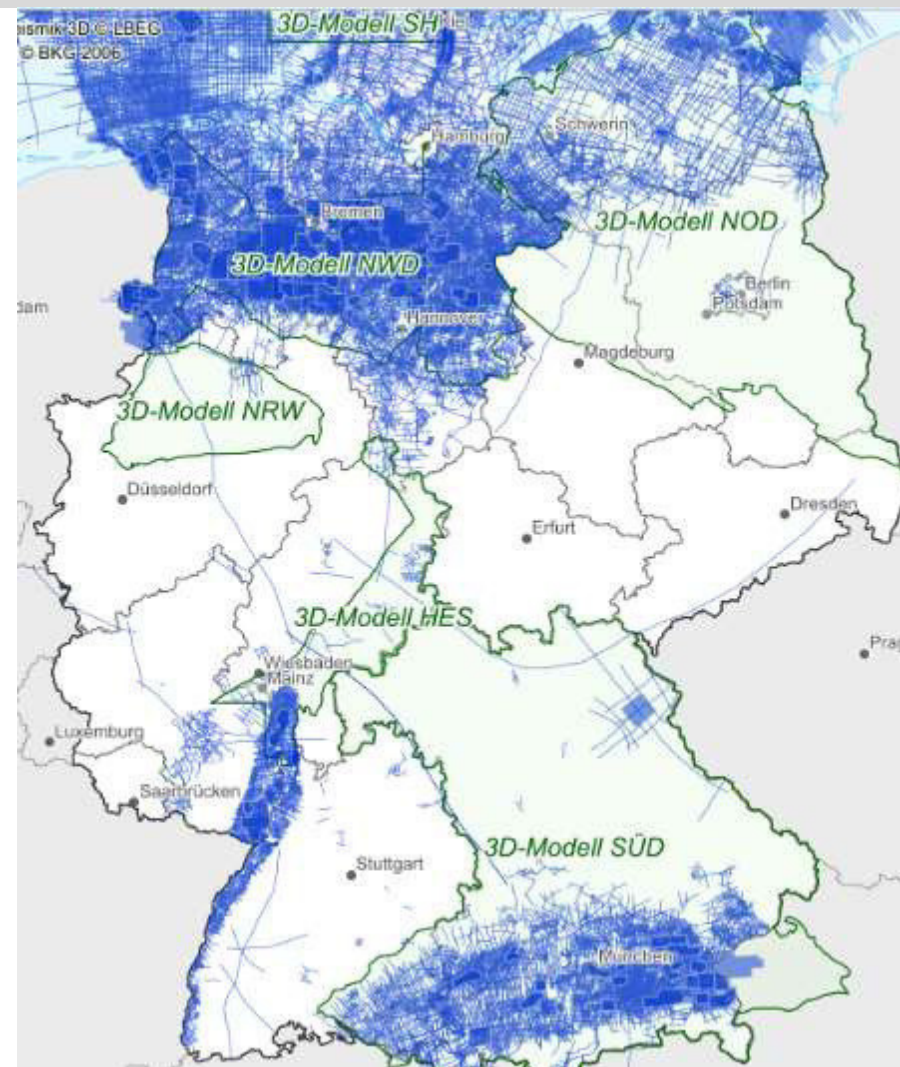 3D-Modell SH
Kiel
Seismik 3D © LBEG
© BKG 2006
Hamburg
Schwerin
Bremen
3D-Modell NOD
3D-Modell NWD
Berlin
Potsdam
dam
Hannover
Magdeburg
3D-Modell NRW
Düsseldorf
Dresden
Erfurt
3D-Modell HES
Prag
Wiesbaden
Mainz
Luxemburg
Saarbrücken
3D-Modell SÜD
Stuttgart
München